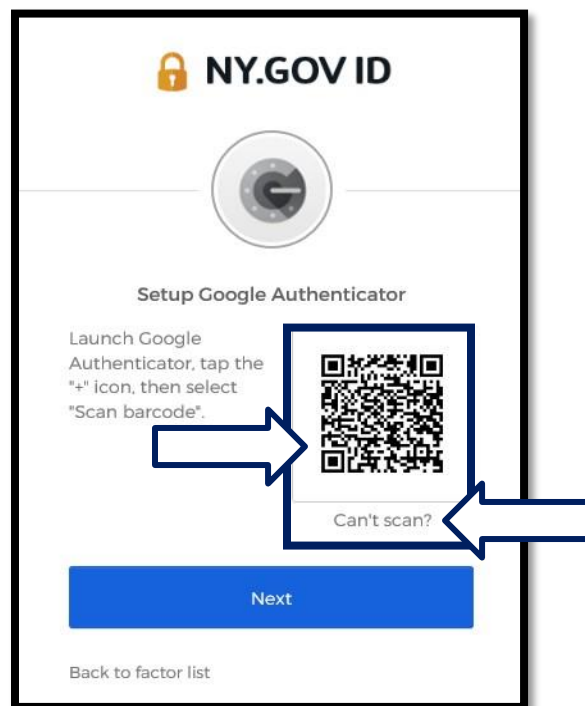 NY.GOV ID
Setup Google Authenticator
Launch Google
Authenticator, tap the
"+" icon, then select
"Scan barcode".
Can't scan?
Next
Back to factor list